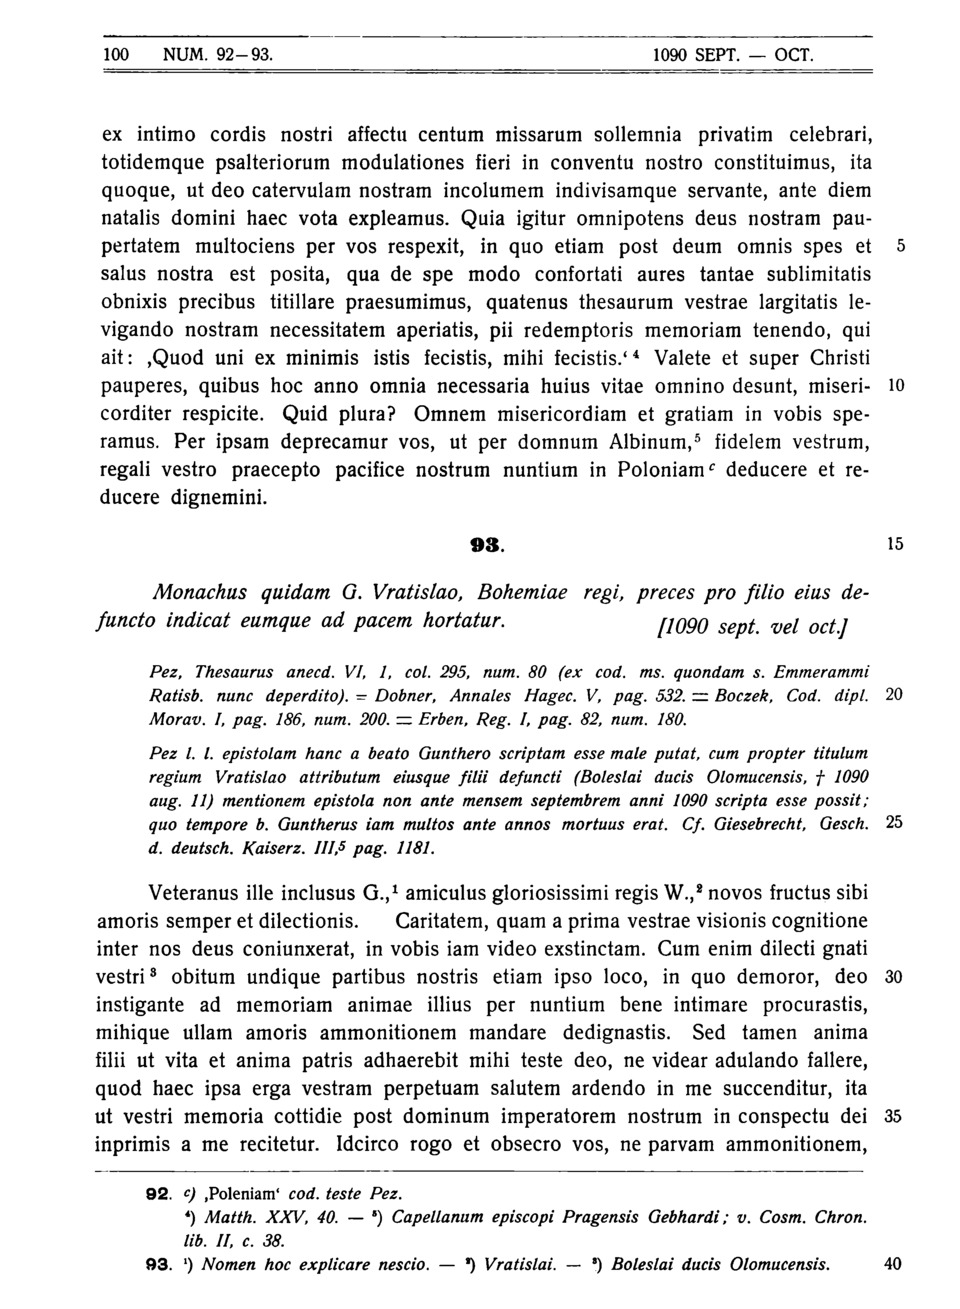 100 NUM. 92–93. 1090 SEPT. — OCT.
ex intimo cordis nostri affectu centum missarum sollemnia privatim celebrari,
totidemque psalteriorum modulationes fieri in conventu nostro constituimus, ita
quoque, ut deo catervulam nostram incolumem indivisamque servante, ante diem
natalis domini haec vota expleamus. Quia igitur omnipotens deus nostram pau-
pertatem multociens per vos respexit, in quo etiam post deum omnis spes et 5
salus nostra est posita, qua de spe modo confortati aures tantae sublimitatis
obnixis precibus titillare praesumimus, quatenus thesaurum vestrae largitatis le-
vigando nostram necessitatem aperiatis, pii redemptoris memoriam tenendo, qui
ait: ‚Quod uni ex minimis istis fecistis, mihi fecistis.‘ ⁴ Valete et super Christi
pauperes, quibus hoc anno omnia necessaria huius vitae omnino desunt, miseri- 10
corditer respicite. Quid plura? Omnem misericordiam et gratiam in vobis spe-
ramus. Per ipsam deprecamur vos, ut per domnum Albinum,⁵ fidelem vestrum,
regali vestro praecepto pacifice nostrum nuntium in Poloniam ᶜ deducere et re-
ducere dignemini.
93. 15
Monachus quidam G. Vratislao, Bohemiae regi, preces pro filio eius de-
functo indicat eumque ad pacem hortatur. [1090 sept. vel oct.]
Pez, Thesaurus anecd. VI, 1, col. 295, num. 80 (ex cod. ms. quondam s. Emmerammi
Ratisb. nunc deperdito). = Dobner, Annales Hagec. V, pag. 532. = Boczek, Cod. dipl. 20
Morav. I, pag. 186, num. 200. = Erben, Reg. I, pag. 82, num. 180.
Pez l. l. epistolam hanc a beato Gunthero scriptam esse male putat, cum propter titulum
regium Vratislao attributum eiusque filii defuncti (Boleslai ducis Olomucensis, † 1090
aug. 11) mentionem epistola non ante mensem septembrem anni 1090 scripta esse possit;
quo tempore b. Guntherus iam multos ante annos mortuus erat. Cf. Giesebrecht, Gesch. 25
d. deutsch. Kaiserz. III,⁵ pag. 1181.
Veteranus ille inclusus G.,¹ amiculus gloriosissimi regis W.,² novos fructus sibi
amoris semper et dilectionis. Caritatem, quam a prima vestrae visionis cognitione
inter nos deus coniunxerat, in vobis iam video exstinctam. Cum enim dilecti gnati
vestri ³ obitum undique partibus nostris etiam ipso loco, in quo demoror, deo 30
instigante ad memoriam animae illius per nuntium bene intimare procurastis,
mihique ullam amoris ammonitionem mandare dedignastis. Sed tamen anima
filii ut vita et anima patris adhaerebit mihi teste deo, ne videar adulando fallere,
quod haec ipsa erga vestram perpetuam salutem ardendo in me succenditur, ita
ut vestri memoria cottidie post dominum imperatorem nostrum in conspectu dei 35
inprimis a me recitetur. Idcirco rogo et obsecro vos, ne parvam ammonitionem,
92. c) ‚Poleniam‘ cod. teste Pez.
⁴) Matth. XXV, 40. — ⁵) Capellanum episcopi Pragensis Gebhardi; v. Cosm. Chron.
lib. II, c. 38.
93. ¹) Nomen hoc explicare nescio. — ²) Vratislai. — ³) Boleslai ducis Olomucensis. 40